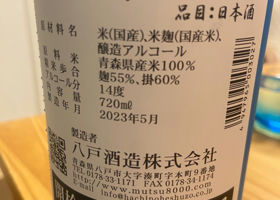 品目:日本酒
原材料名 米(国産)、米麹(国産米)、
醸造アルコール
原料米 青森県産米100%
精米歩合 麹55%、掛60%
アルコール分 14度
内容量 720ml
製造年月 2023年5月
製造者
八戸酒造株式会社
青森県八戸市大字湊町字本町9番地
TEL 0178-33-1171 FAX 0178-34-1174
https://www.mutsu8000.com